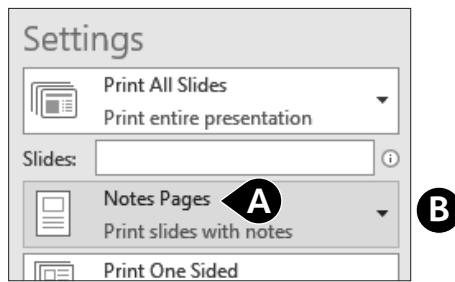 Settings
Print All Slides
Print entire presentation
Slides:
Notes Pages A
B
Print slides with notes
Print One Sided